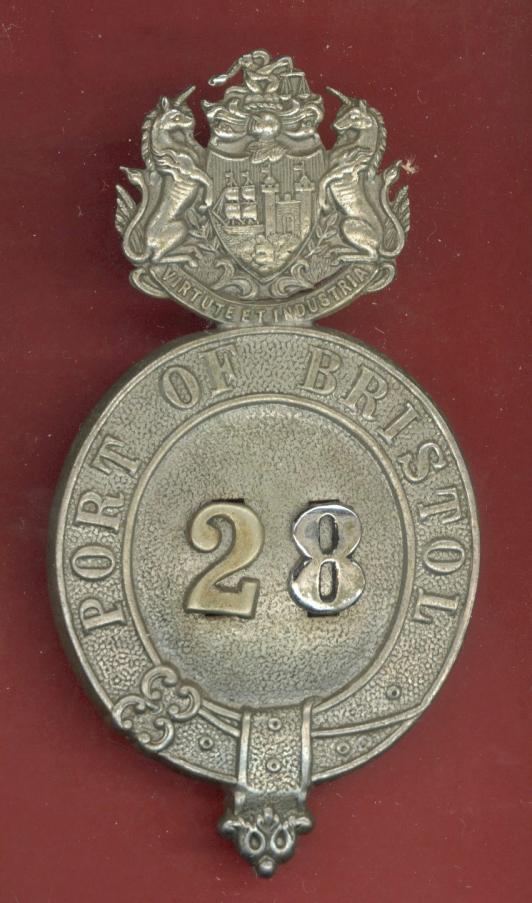 VIRTUTE ET INDUSTRIA
PORT OF BRISTOL
28